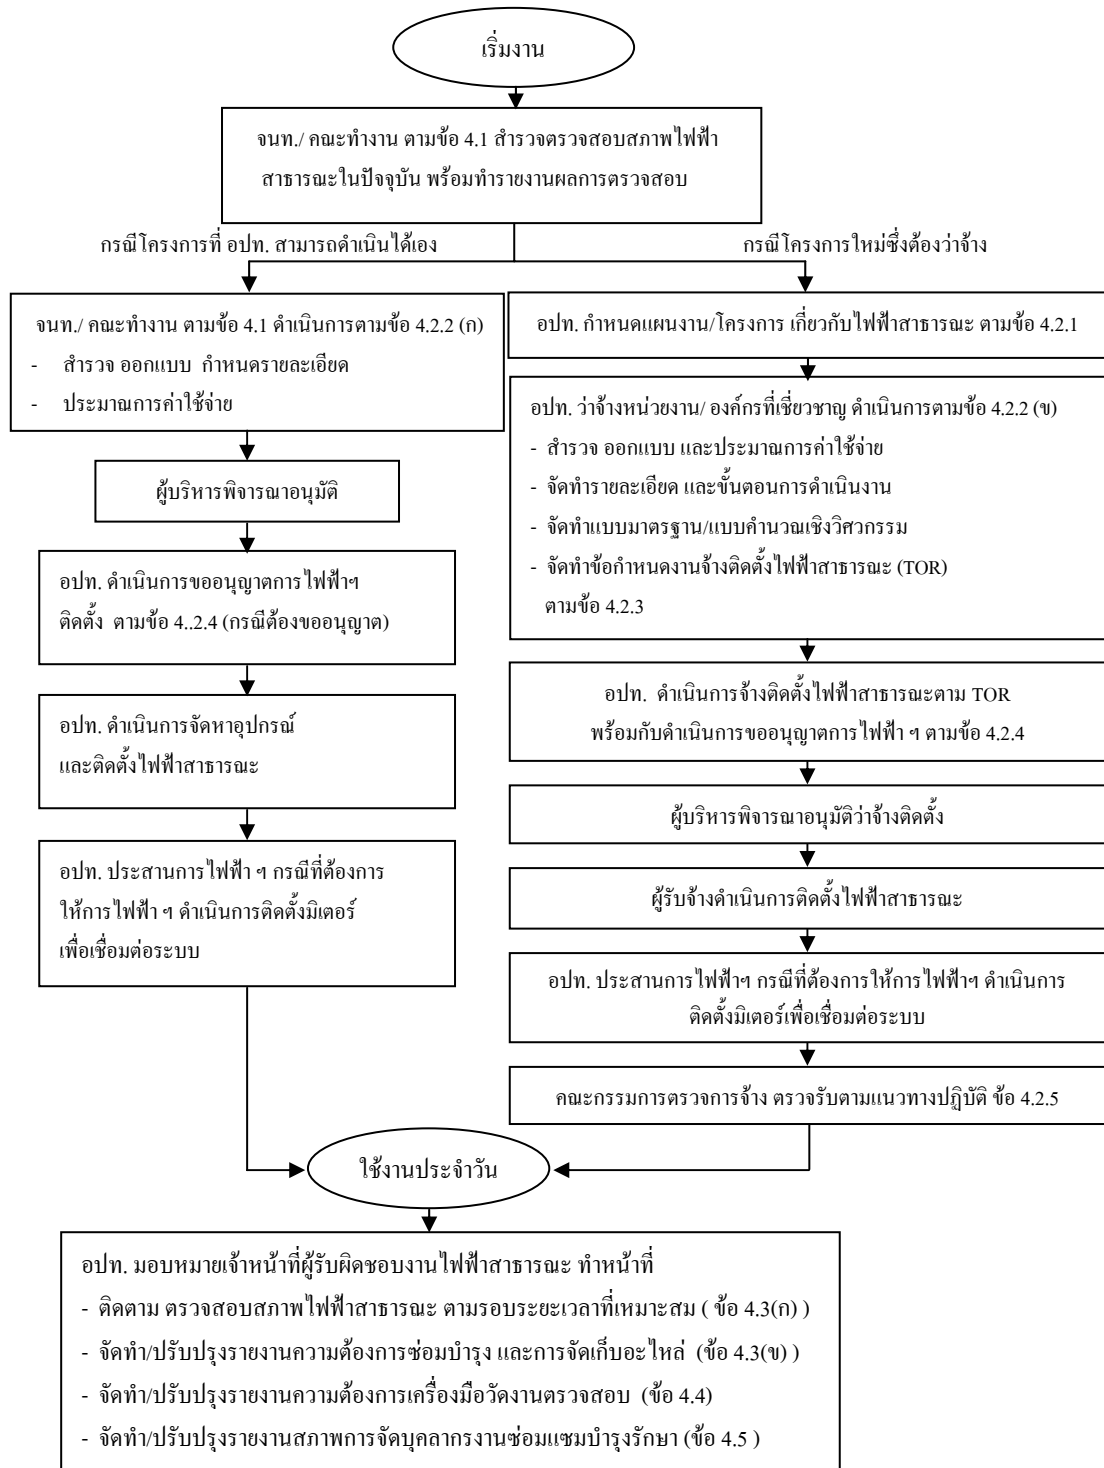 เริ่มงาน
จนท./ คณะทำงาน ตามข้อ 4.1 สำรวจตรวจสอบสภาพไฟฟ้า
สาธารณะในปัจจุบัน พร้อมทำรายงานผลการตรวจสอบ
กรณีโครงการที่ อปท. สามารถดำเนินได้เอง
กรณีโครงการใหม่ซึ่งต้องว่าจ้าง
จนท./ คณะทำงาน ตามข้อ 4.1 ดำเนินการตามข้อ 4.2.2 (ก)
- สำรวจ ออกแบบ กำหนดรายละเอียด
- ประมาณการค่าใช้จ่าย
ผู้บริหารพิจารณาอนุมัติ
อปท. ดำเนินการขออนุญาตการไฟฟ้าฯ
ติดตั้ง ตามข้อ 4..2.4 (กรณีต้องขออนุญาต)
อปท. ดำเนินการจัดหาอุปกรณ์
และติดตั้งไฟฟ้าสาธารณะ
อปท. ประสานการไฟฟ้า ฯ กรณีที่ต้องการ
ให้การไฟฟ้า ฯ ดำเนินการติดตั้งมิเตอร์
เพื่อเชื่อมต่อระบบ
อปท. กำหนดแผนงาน/โครงการ เกี่ยวกับไฟฟ้าสาธารณะ ตามข้อ 4.2.1
อปท. ว่าจ้างหน่วยงาน/ องค์กรที่เชี่ยวชาญ ดำเนินการตามข้อ 4.2.2 (ข)
- สำรวจ ออกแบบ และประมาณการค่าใช้จ่าย
- จัดทำรายละเอียด และขั้นตอนการดำเนินงาน
- จัดทำแบบมาตรฐาน/แบบคำนวณเชิงวิศวกรรม
- จัดทำข้อกำหนดงานจ้างติดตั้งไฟฟ้าสาธารณะ (TOR)
ตามข้อ 4.2.3
อปท. ดำเนินการจ้างติดตั้งไฟฟ้าสาธารณะตาม TOR
พร้อมกับดำเนินการขออนุญาตการไฟฟ้า ฯ ตามข้อ 4.2.4
ผู้บริหารพิจารณาอนุมัติว่าจ้างติดตั้ง
ผู้รับจ้างดำเนินการติดตั้งไฟฟ้าสาธารณะ
อปท. ประสานการไฟฟ้าฯ กรณีที่ต้องการให้การไฟฟ้าฯ ดำเนินการ
ติดตั้งมิเตอร์เพื่อเชื่อมต่อระบบ
คณะกรรมการตรวจการจ้าง ตรวจรับตามแนวทางปฏิบัติ ข้อ 4.2.5
ใช้งานประจำวัน
อปท. มอบหมายเจ้าหน้าที่ผู้รับผิดชอบงานไฟฟ้าสาธารณะ ทำหน้าที่
- ติดตาม ตรวจสอบสภาพไฟฟ้าสาธารณะ ตามรอบระยะเวลาที่เหมาะสม ( ข้อ 4.3(ก) )
- จัดทำ/ปรับปรุงรายงานความต้องการซ่อมบำรุง และการจัดเก็บอะไหล่ (ข้อ 4.3(ข) )
- จัดทำ/ปรับปรุงรายงานความต้องการเครื่องมือวัดงานตรวจสอบ (ข้อ 4.4)
- จัดทำ/ปรับปรุงรายงานสภาพการจัดบุคลากรงานซ่อมแซมบำรุงรักษา (ข้อ 4.5 )